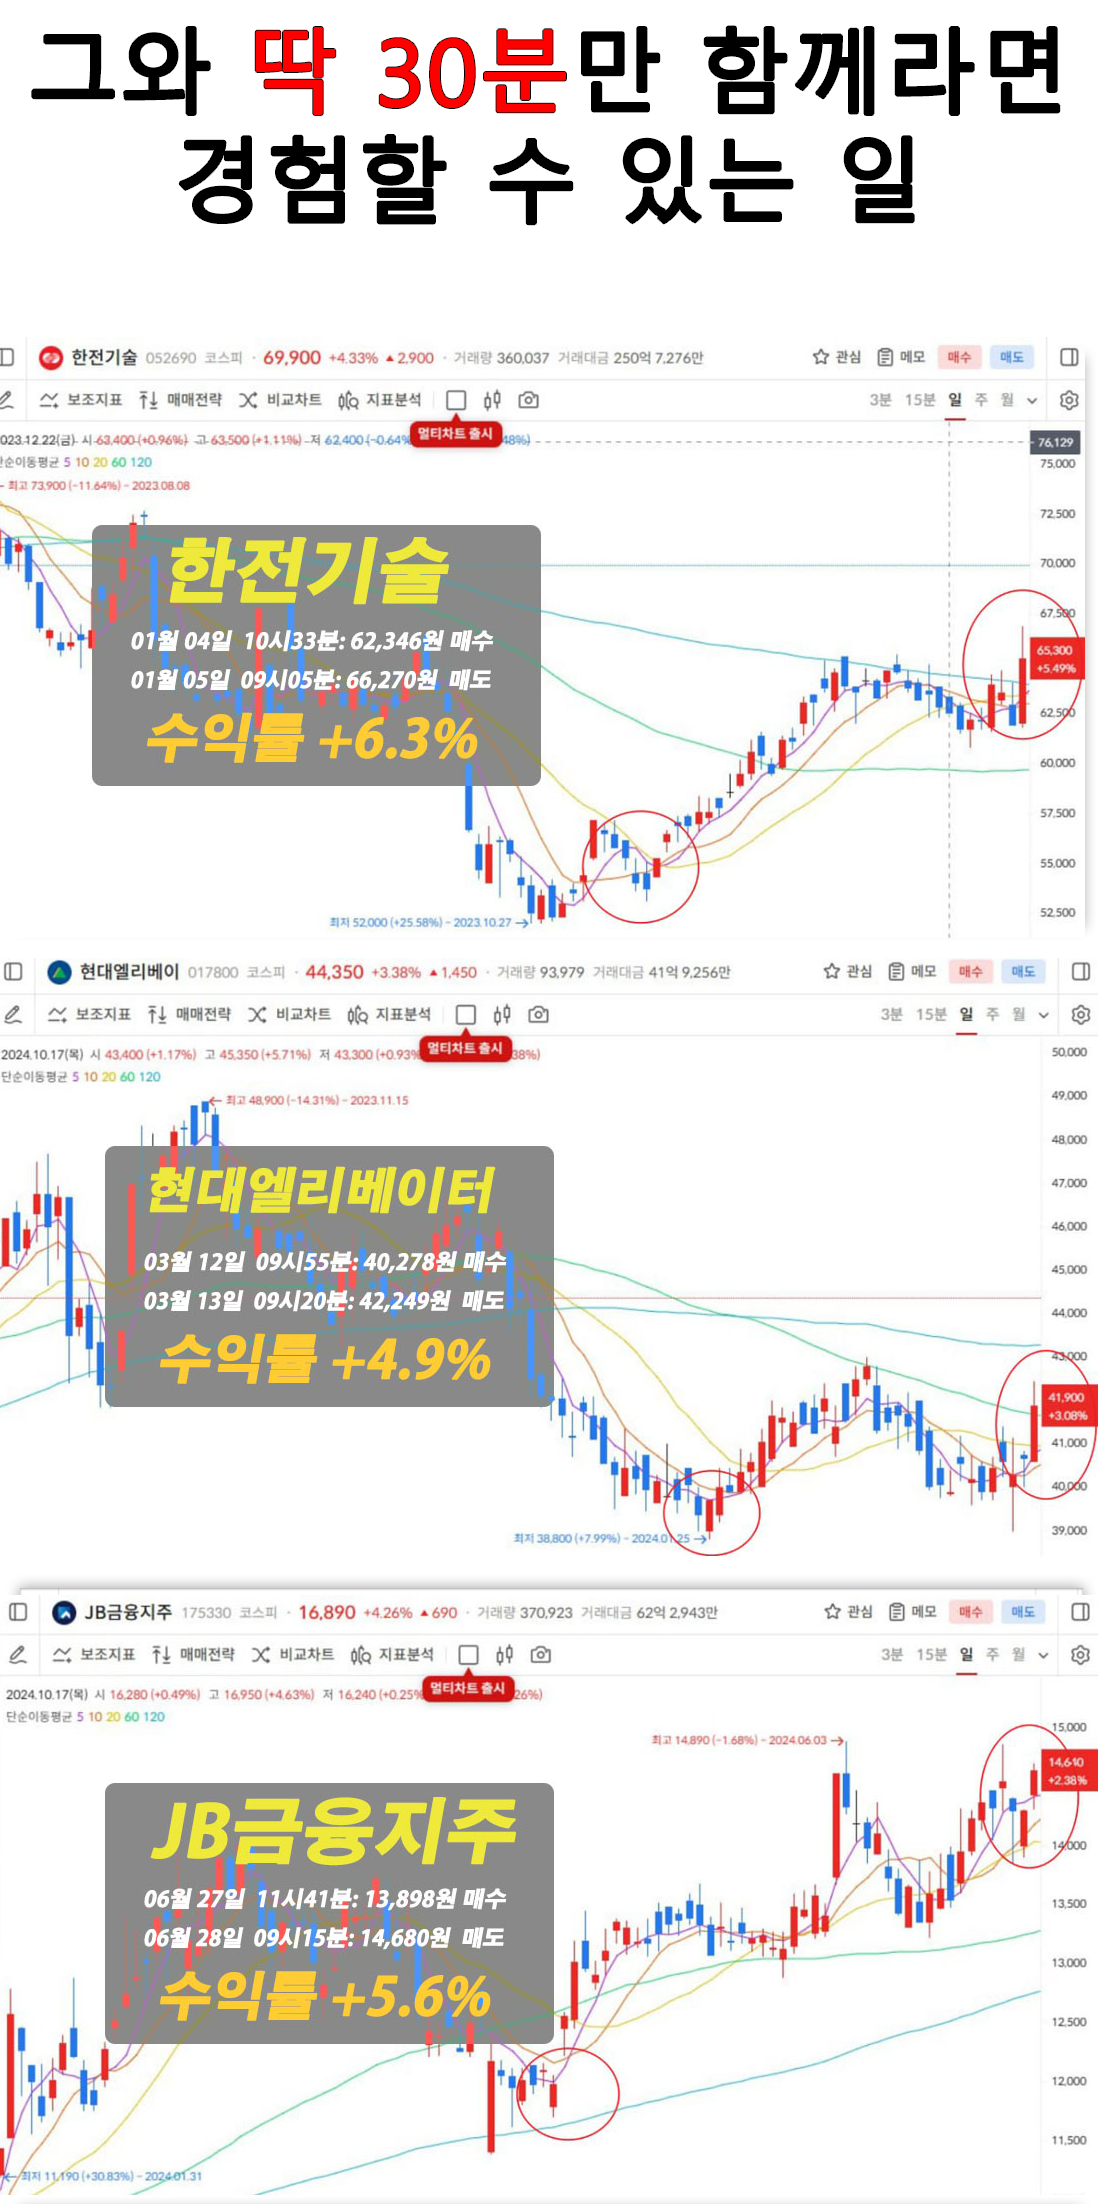 그와 딱 30분만 함께라면
경험할 수 있는 일
한전기술 052690 코스피 · 69,900 +4.33% ▲2,900 · 거래량 360,037 거래대금 250억 7,276만 관심 메모 매수 매도
보조지표 매매전략 비교차트 지표분석 3분 15분 일 주 월
멀티차트 출시
023.12.22(금) 시 63,400 (+0.96%) 고 63,500 (+1.11%) 저 62,400 (-0.64% 48%)
76,129
단순이동평균 5 10 20 60 120
75,000
최고 73,900 (-11.64%) - 2023.08.08
72,500
70,000
67,500
65,300
+5.49%
62,500
60,000
57,500
55,000
52,500
한전기술
01월 04일 10시33분: 62,346원 매수
01월 05일 09시05분: 66,270원 매도
수익률 +6.3%
최저 52,000 (+25.58%) - 2023.10.27
현대엘리베이 017800 코스피 · 44,350 +3.38% ▲1,450 · 거래량 93,979 거래대금 41억 9,256만 관심 메모 매수 매도
보조지표 매매전략 비교차트 지표분석 3분 15분 일 주 월
멀티차트 출시
2024.10.17(목) 시 43,400 (+1.17%) 고 45,350 (+5.71%) 저 43,300 (+0.93% 38%)
단순이동평균 5 10 20 60 120
최고 48,900 (-14.31%) - 2023.11.15
50,000
49,000
48,000
47,000
46,000
45,000
44,000
43,000
41,900
+3.08%
41,000
40,000
39,000
현대엘리베이터
03월 12일 09시55분: 40,278원 매수
03월 13일 09시20분: 42,249원 매도
수익률 +4.9%
최저 38,800 (+7.99%) - 2024.01.25
JB금융지주 175330 코스피 · 16,890 +4.26% ▲690 · 거래량 370,923 거래대금 62억 2,943만 관심 메모 매수 매도
보조지표 매매전략 비교차트 지표분석 3분 15분 일 주 월
멀티차트 출시
2024.10.17(목) 시 16,280 (+0.49%) 고 16,950 (+4.63%) 저 16,240 (+0.25% 26%)
단순이동평균 5 10 20 60 120
최고 14,890 (-1.68%) - 2024.06.03
15,000
14,640
+2.38%
14,000
13,500
13,000
12,500
12,000
11,500
JB금융지주
06월 27일 11시41분: 13,898원 매수
06월 28일 09시15분: 14,680원 매도
수익률 +5.6%
최저 11,190 (+30.83%) - 2024.01.31